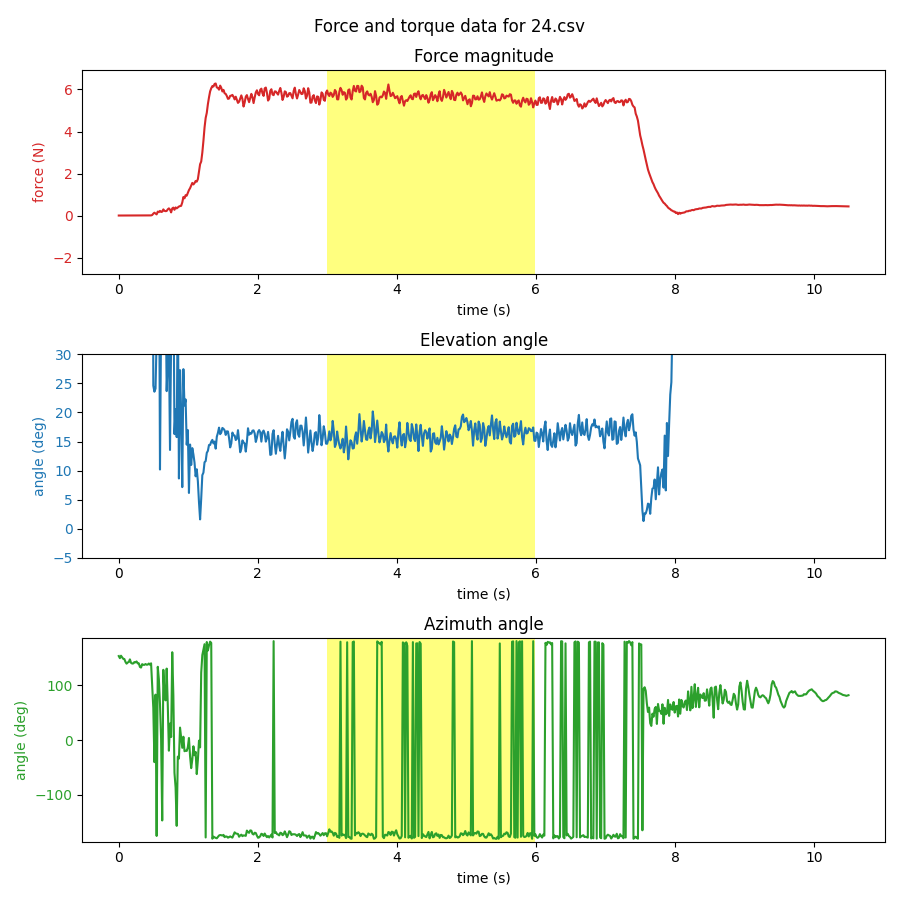 Force and torque data for 24.csv
Force magnitude
6
4
2
0
−2
force (N)
0 2 4 6 8 10
time (s)
Elevation angle
30
25
20
15
10
5
0
−5
angle (deg)
0 2 4 6 8 10
time (s)
Azimuth angle
100
0
−100
angle (deg)
0 2 4 6 8 10
time (s)